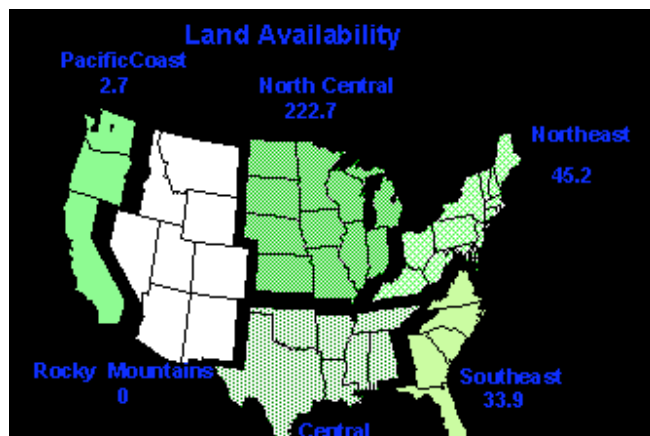 Land Availability
PacificCoast
2.7
North Central
222.7
Northeast
45.2
Rocky Mountains
0
Southeast
33.9
Central